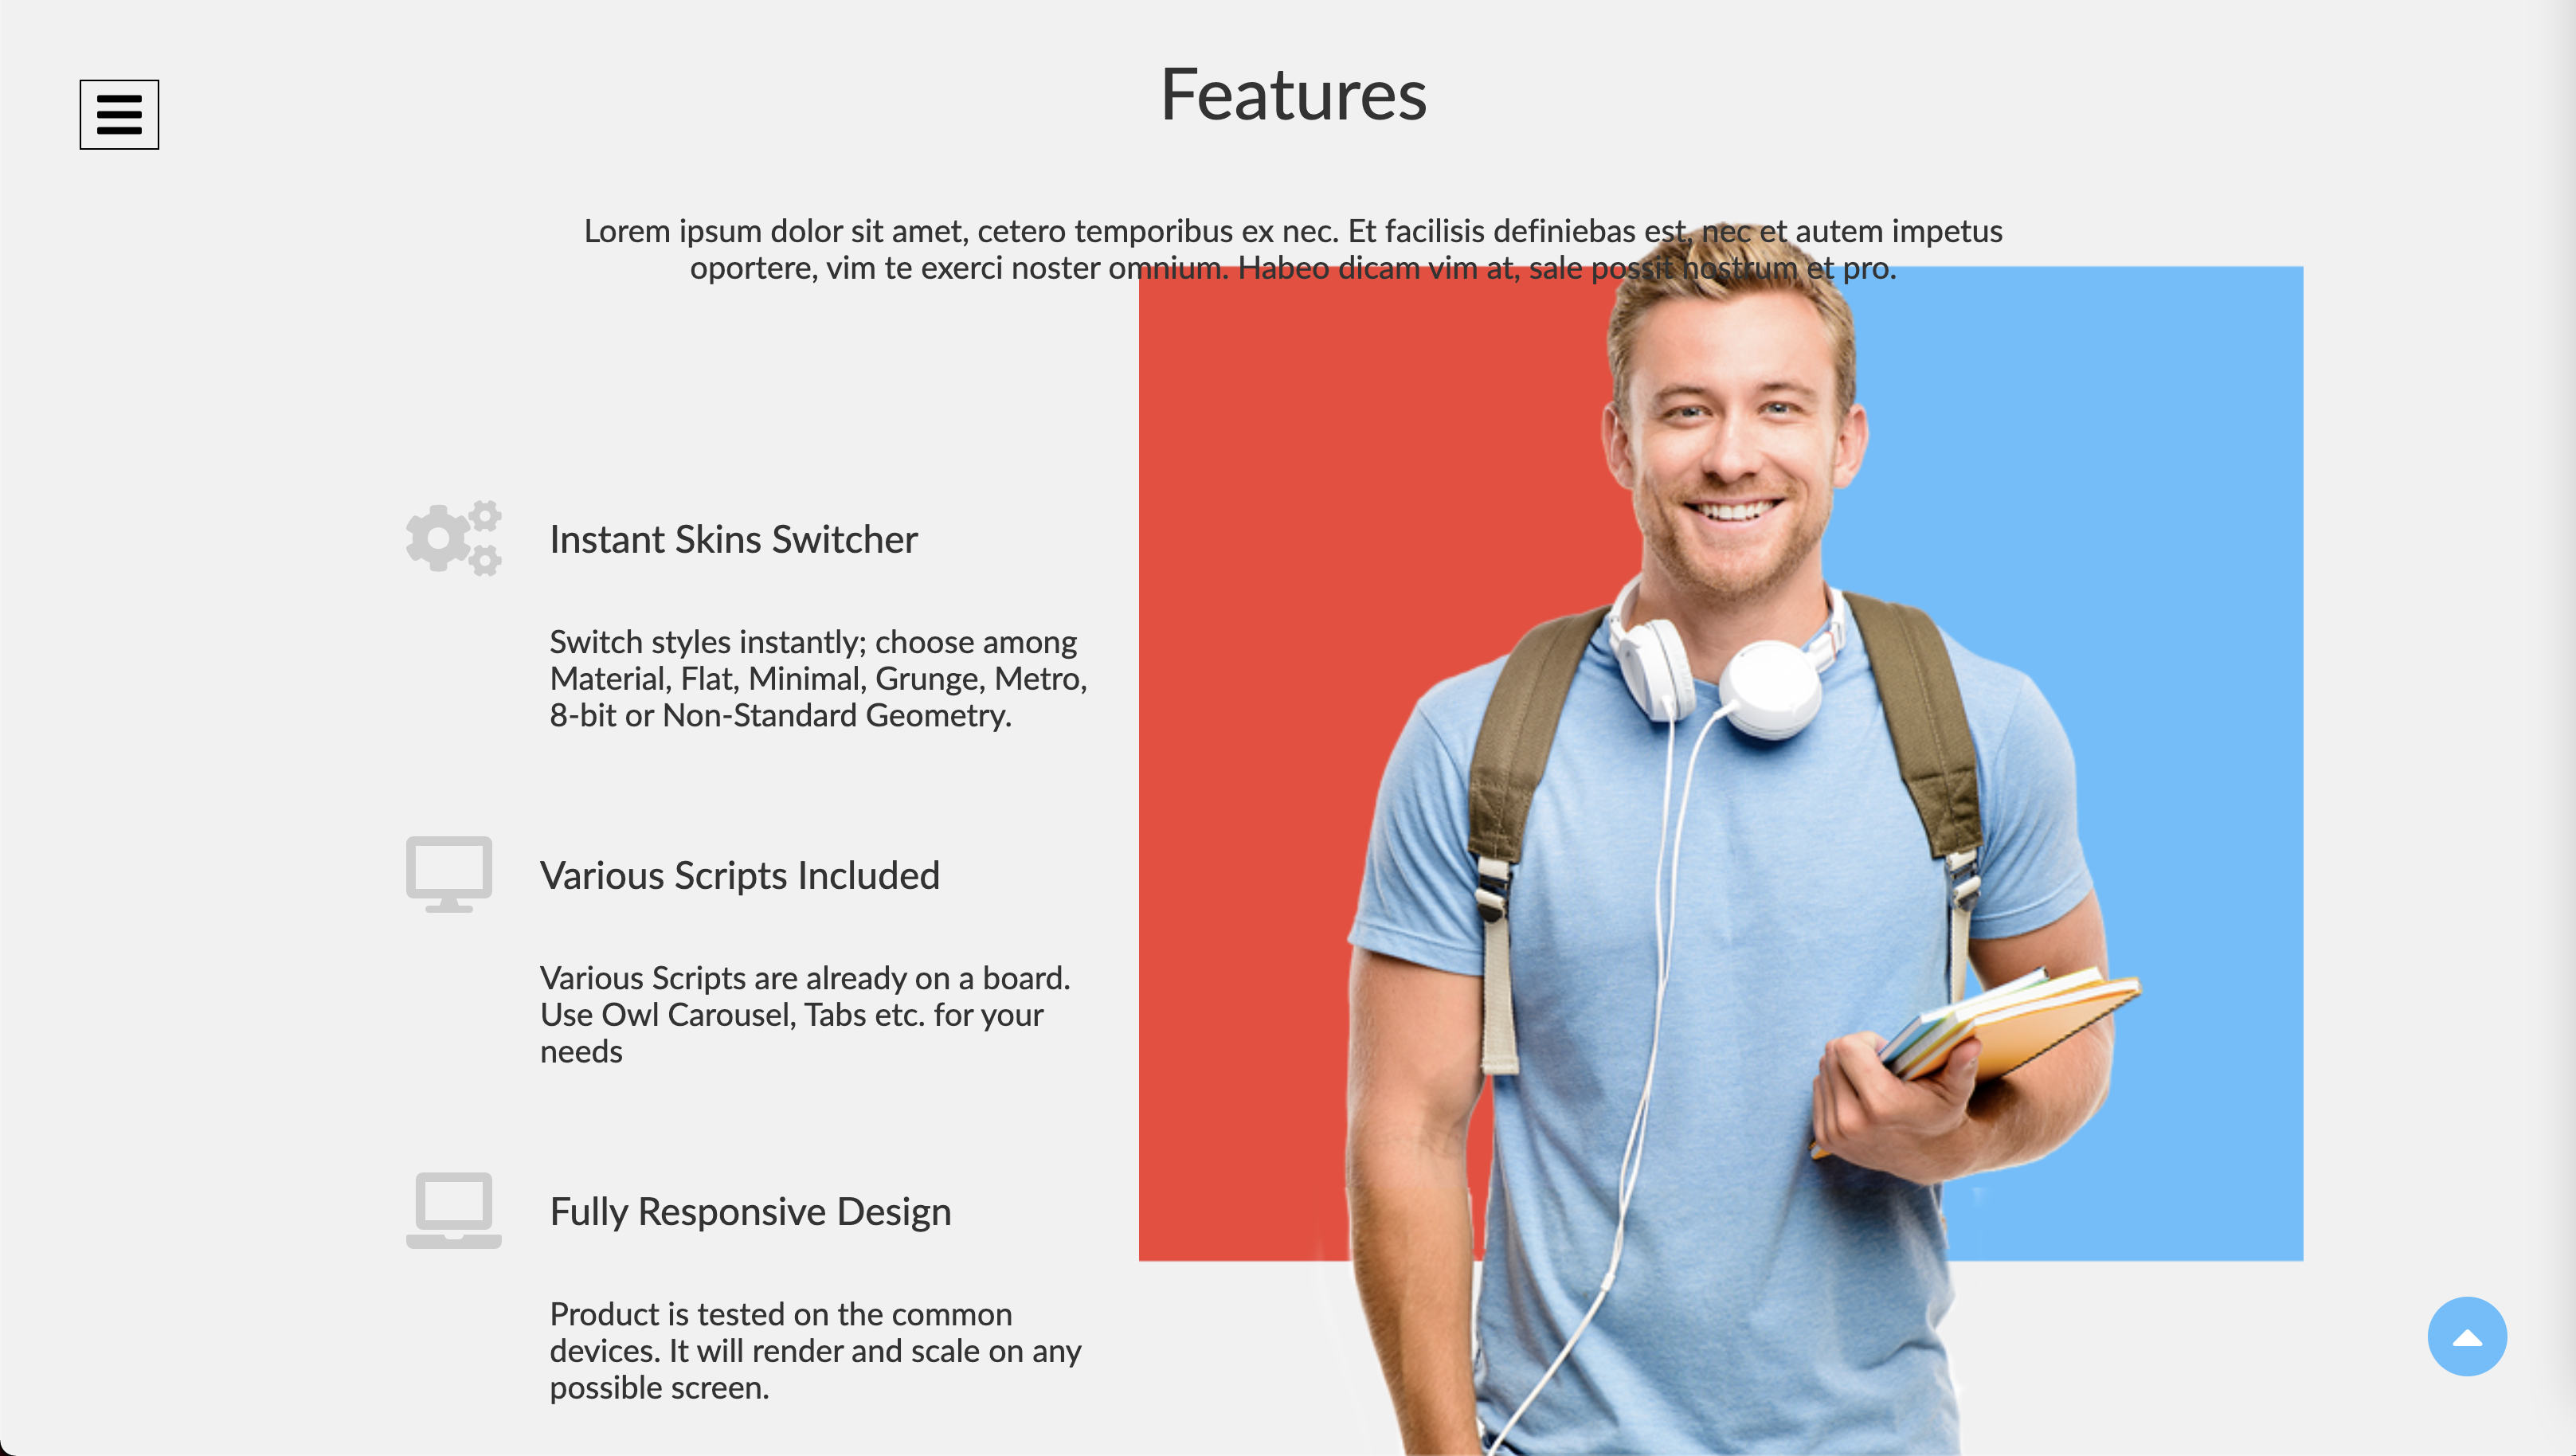 Features
Lorem ipsum dolor sit amet, cetero temporibus ex nec. Et facilisis definiebas est, nec et autem impetus
oportere, vim te exerci noster omnium. Habeo dicam vim at, sale possit nostrum et pro.
Instant Skins Switcher
Switch styles instantly; choose among
Material, Flat, Minimal, Grunge, Metro,
8-bit or Non-Standard Geometry.
Various Scripts Included
Various Scripts are already on a board.
Use Owl Carousel, Tabs etc. for your
needs
Fully Responsive Design
Product is tested on the common
devices. It will render and scale on any
possible screen.